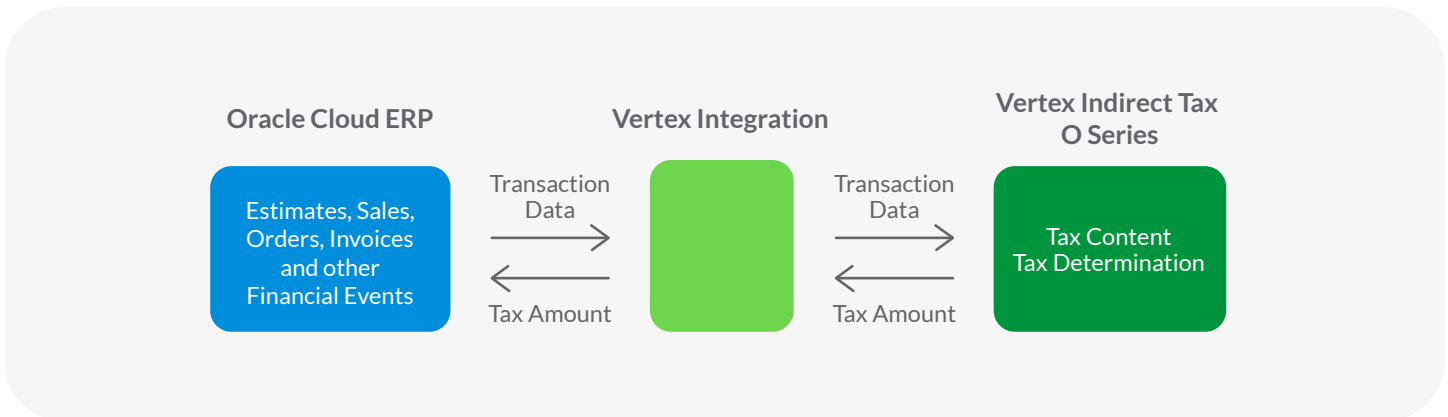 Oracle Cloud ERP
Vertex Integration
Vertex Indirect Tax
O Series
Estimates, Sales,
Orders, Invoices
and other
Financial Events
Transaction
Data
Tax Amount
Transaction
Data
Tax Amount
Tax Content
Tax Determination